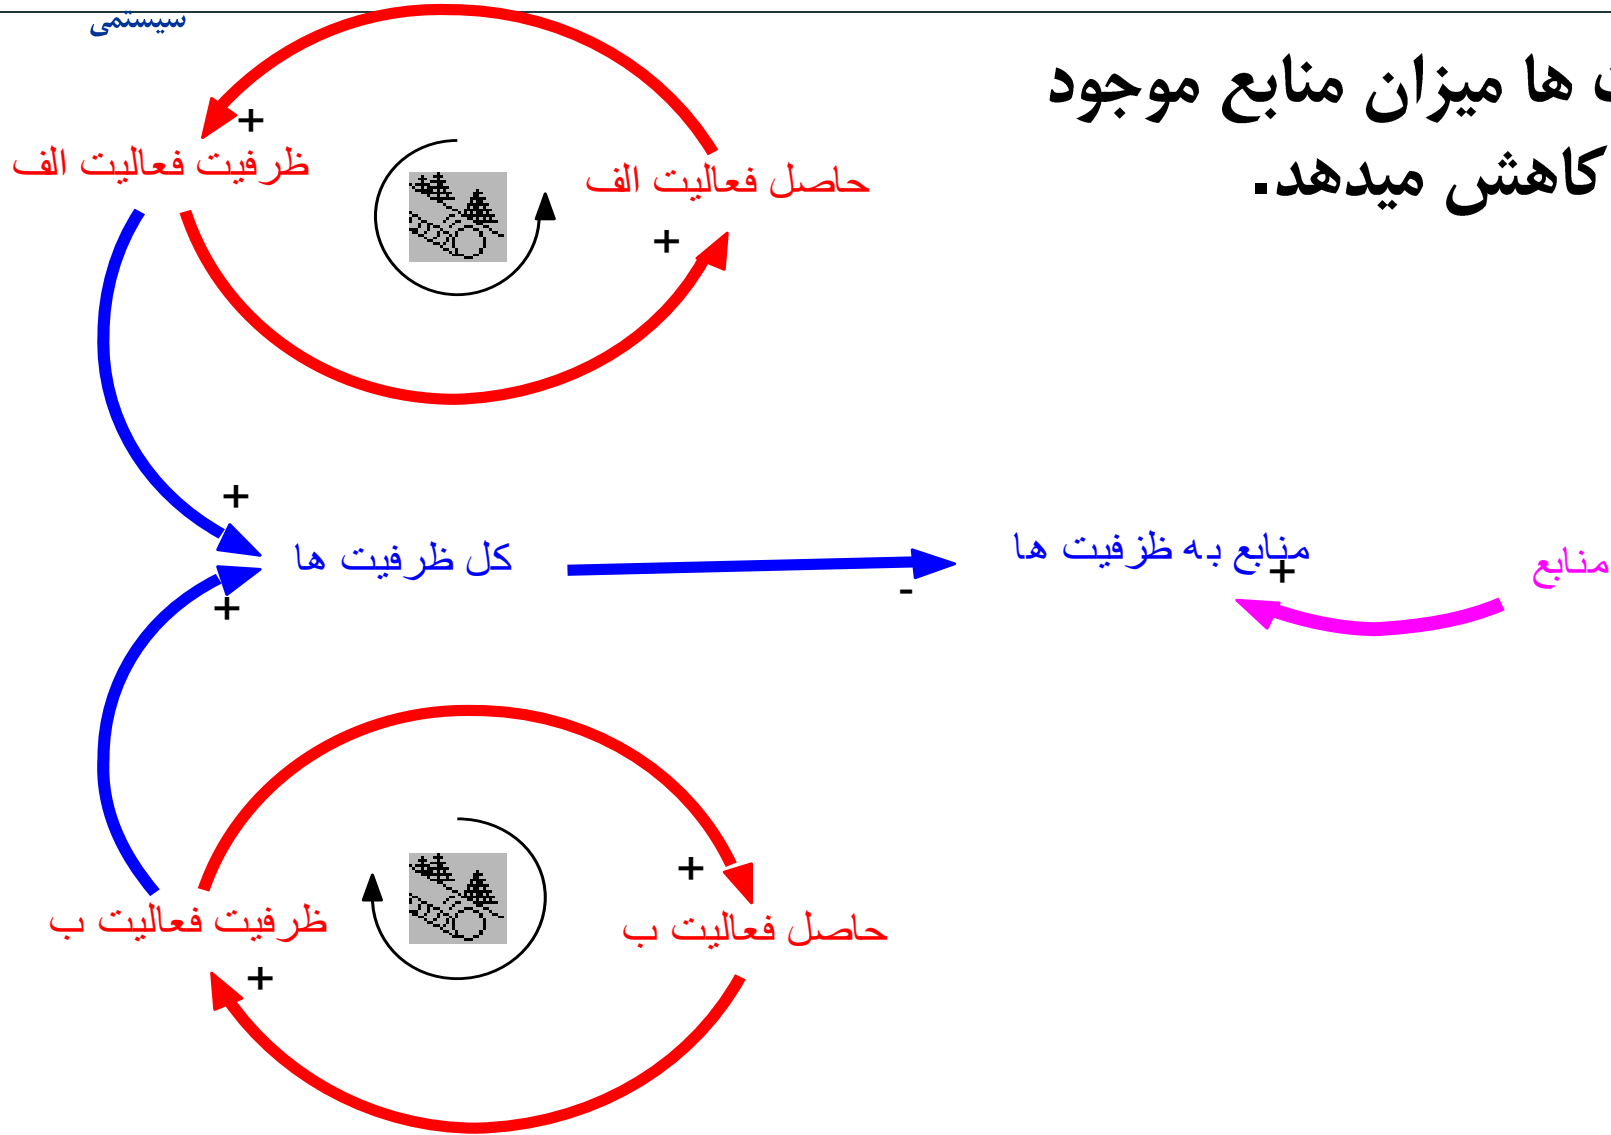 سیستمی
ها میزان منابع موجود
کاهش میدهد.
+
ظرفیت فعالیت الف
حاصل فعالیت الف
+
+
کل ظرفیت ها
منابع به ظزفیت ها
+
منابع
-
+
+
ظرفیت فعالیت ب
حاصل فعالیت ب
+